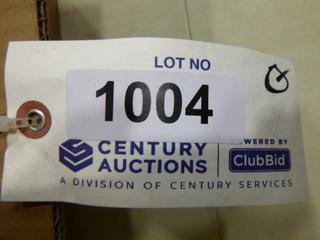 LOT NO
1004
CENTURY
AUCTIONS
POWERED BY
ClubBid
A DIVISION OF CENTURY SERVICES